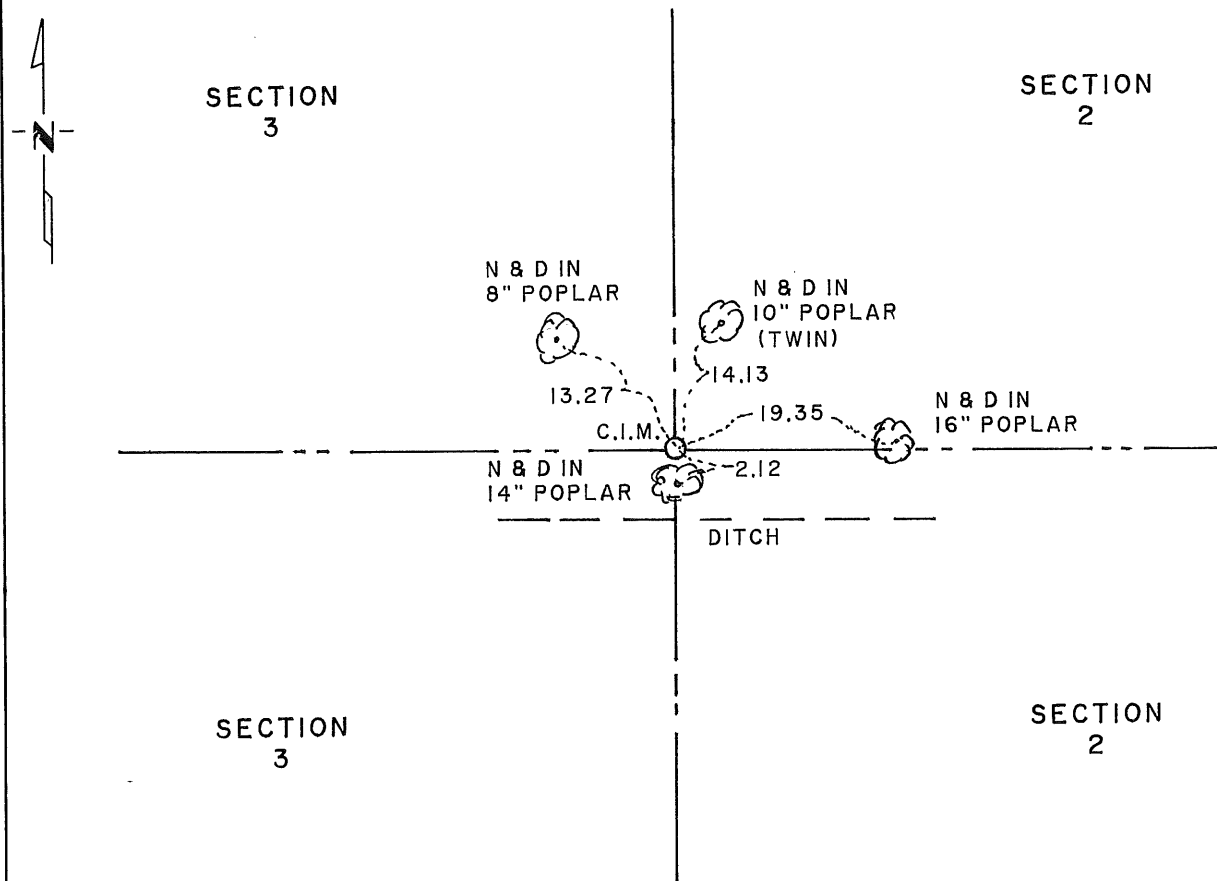 SECTION
3
SECTION
2
N
N & D IN
8" POPLAR
N & D IN
10" POPLAR
(TWIN)
14.13
13.27
19.35
N & D IN
16" POPLAR
C.I.M.
N & D IN
14" POPLAR
2.12
DITCH
SECTION
3
SECTION
2